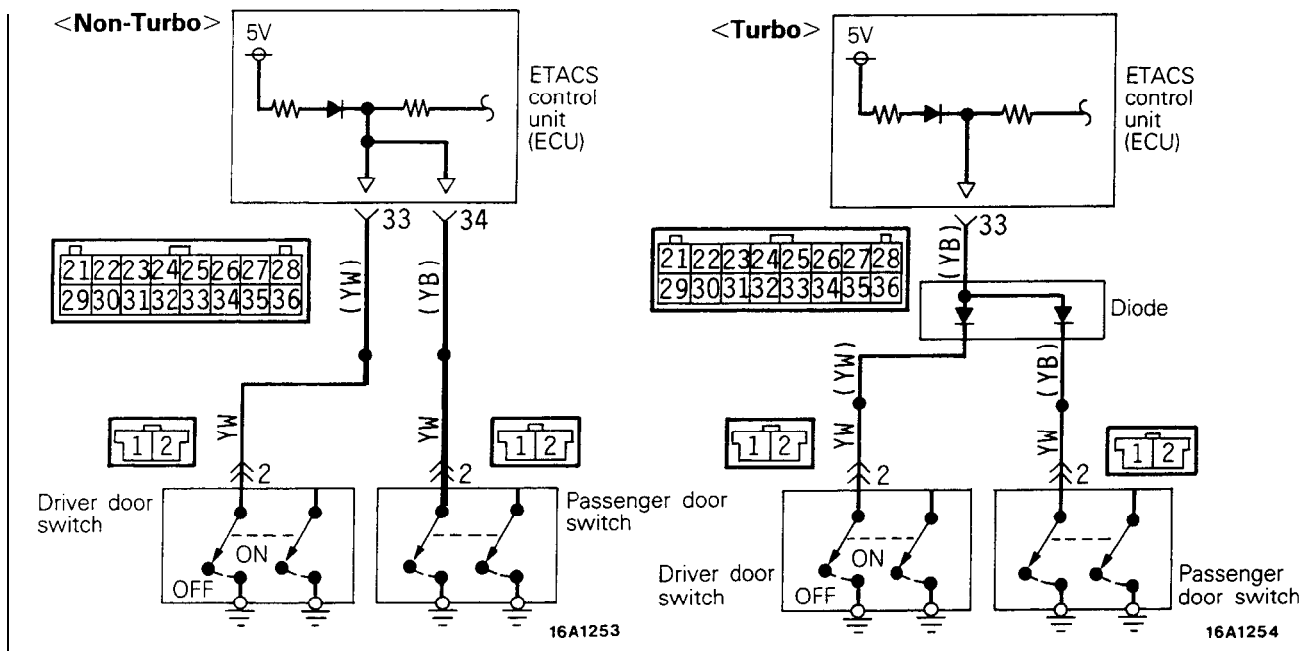 <Non-Turbo>
5V
ETACS
control
unit
(ECU)
33
34
21 22 23 24 25 26 27 28
29 30 31 32 33 34 35 36
(YW)
(YB)
YW
YW
1 2
1 2
2
2
Driver door
switch
ON
OFF
Passenger door
switch
16A1253
<Turbo>
5V
ETACS
control
unit
(ECU)
33
(YB)
21 22 23 24 25 26 27 28
29 30 31 32 33 34 35 36
Diode
(YW)
(YB)
YW
YW
1 2
1 2
2
2
Driver door
switch
ON
OFF
Passenger
door switch
16A1254